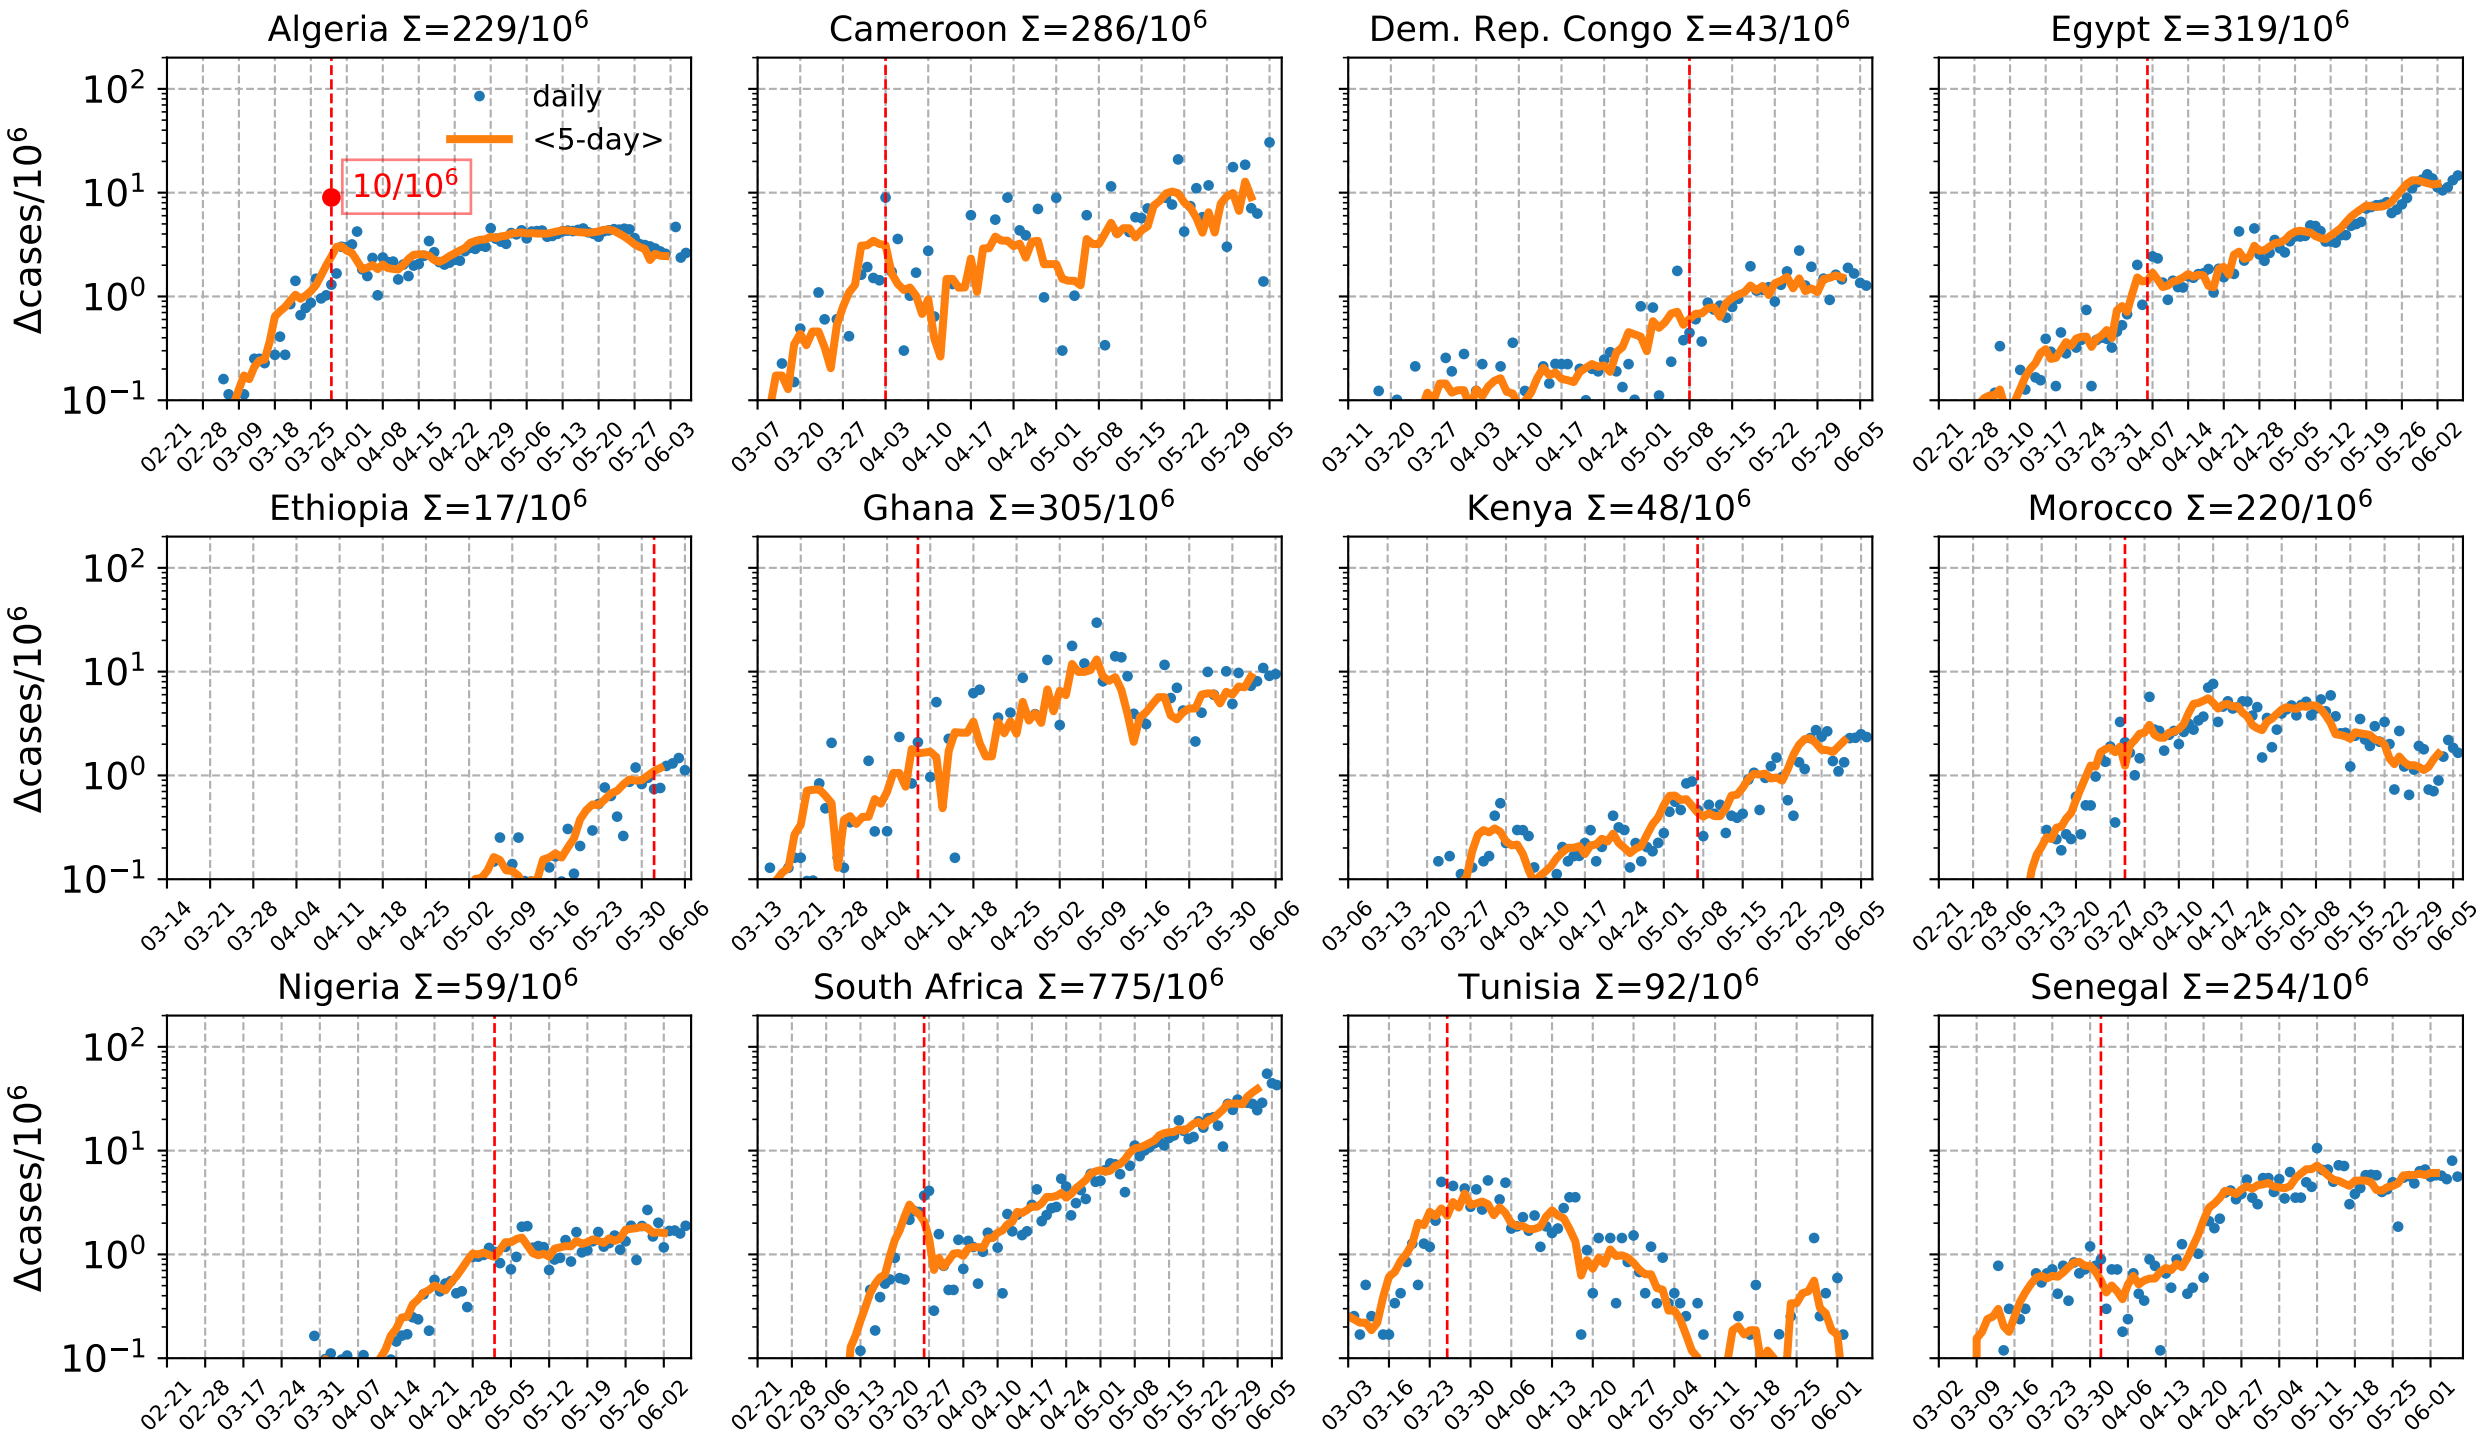 Algeria Σ=229/10⁶
Cameroon Σ=286/10⁶
Dem. Rep. Congo Σ=43/10⁶
Egypt Σ=319/10⁶
Δcases/10⁶
10²
10¹
10⁰
10⁻¹
daily
<5-day>
10/10⁶
02-21 02-28 03-09 03-18 03-25 04-01 04-08 04-15 04-22 04-29 05-06 05-13 05-20 05-27 06-03
03-07 03-20 03-27 04-03 04-10 04-17 04-24 05-01 05-08 05-15 05-22 05-29 06-05
03-11 03-20 03-27 04-03 04-10 04-17 04-24 05-01 05-08 05-15 05-22 05-29 06-05
02-21 02-28 03-10 03-17 03-24 03-31 04-07 04-14 04-21 04-28 05-05 05-12 05-19 05-26 06-02
Ethiopia Σ=17/10⁶
Ghana Σ=305/10⁶
Kenya Σ=48/10⁶
Morocco Σ=220/10⁶
Δcases/10⁶
10²
10¹
10⁰
10⁻¹
03-14 03-21 03-28 04-04 04-11 04-18 04-25 05-02 05-09 05-16 05-23 05-30 06-06
03-13 03-21 03-28 04-04 04-11 04-18 04-25 05-02 05-09 05-16 05-23 05-30 06-06
03-06 03-13 03-20 03-27 04-03 04-10 04-17 04-24 05-01 05-08 05-15 05-22 05-29 06-05
02-21 02-28 03-06 03-13 03-20 03-27 04-03 04-10 04-17 04-24 05-01 05-08 05-15 05-22 05-29 06-05
Nigeria Σ=59/10⁶
South Africa Σ=775/10⁶
Tunisia Σ=92/10⁶
Senegal Σ=254/10⁶
Δcases/10⁶
10²
10¹
10⁰
10⁻¹
02-21 02-28 03-17 03-24 03-31 04-07 04-14 04-21 04-28 05-05 05-12 05-19 05-26 06-02
02-21 02-28 03-06 03-13 03-20 03-27 04-03 04-10 04-17 04-24 05-01 05-08 05-15 05-22 05-29 06-05
03-03 03-16 03-23 03-30 04-06 04-13 04-20 04-27 05-04 05-11 05-18 05-25 06-01
03-02 03-09 03-16 03-23 03-30 04-06 04-13 04-20 04-27 05-04 05-11 05-18 05-25 06-01